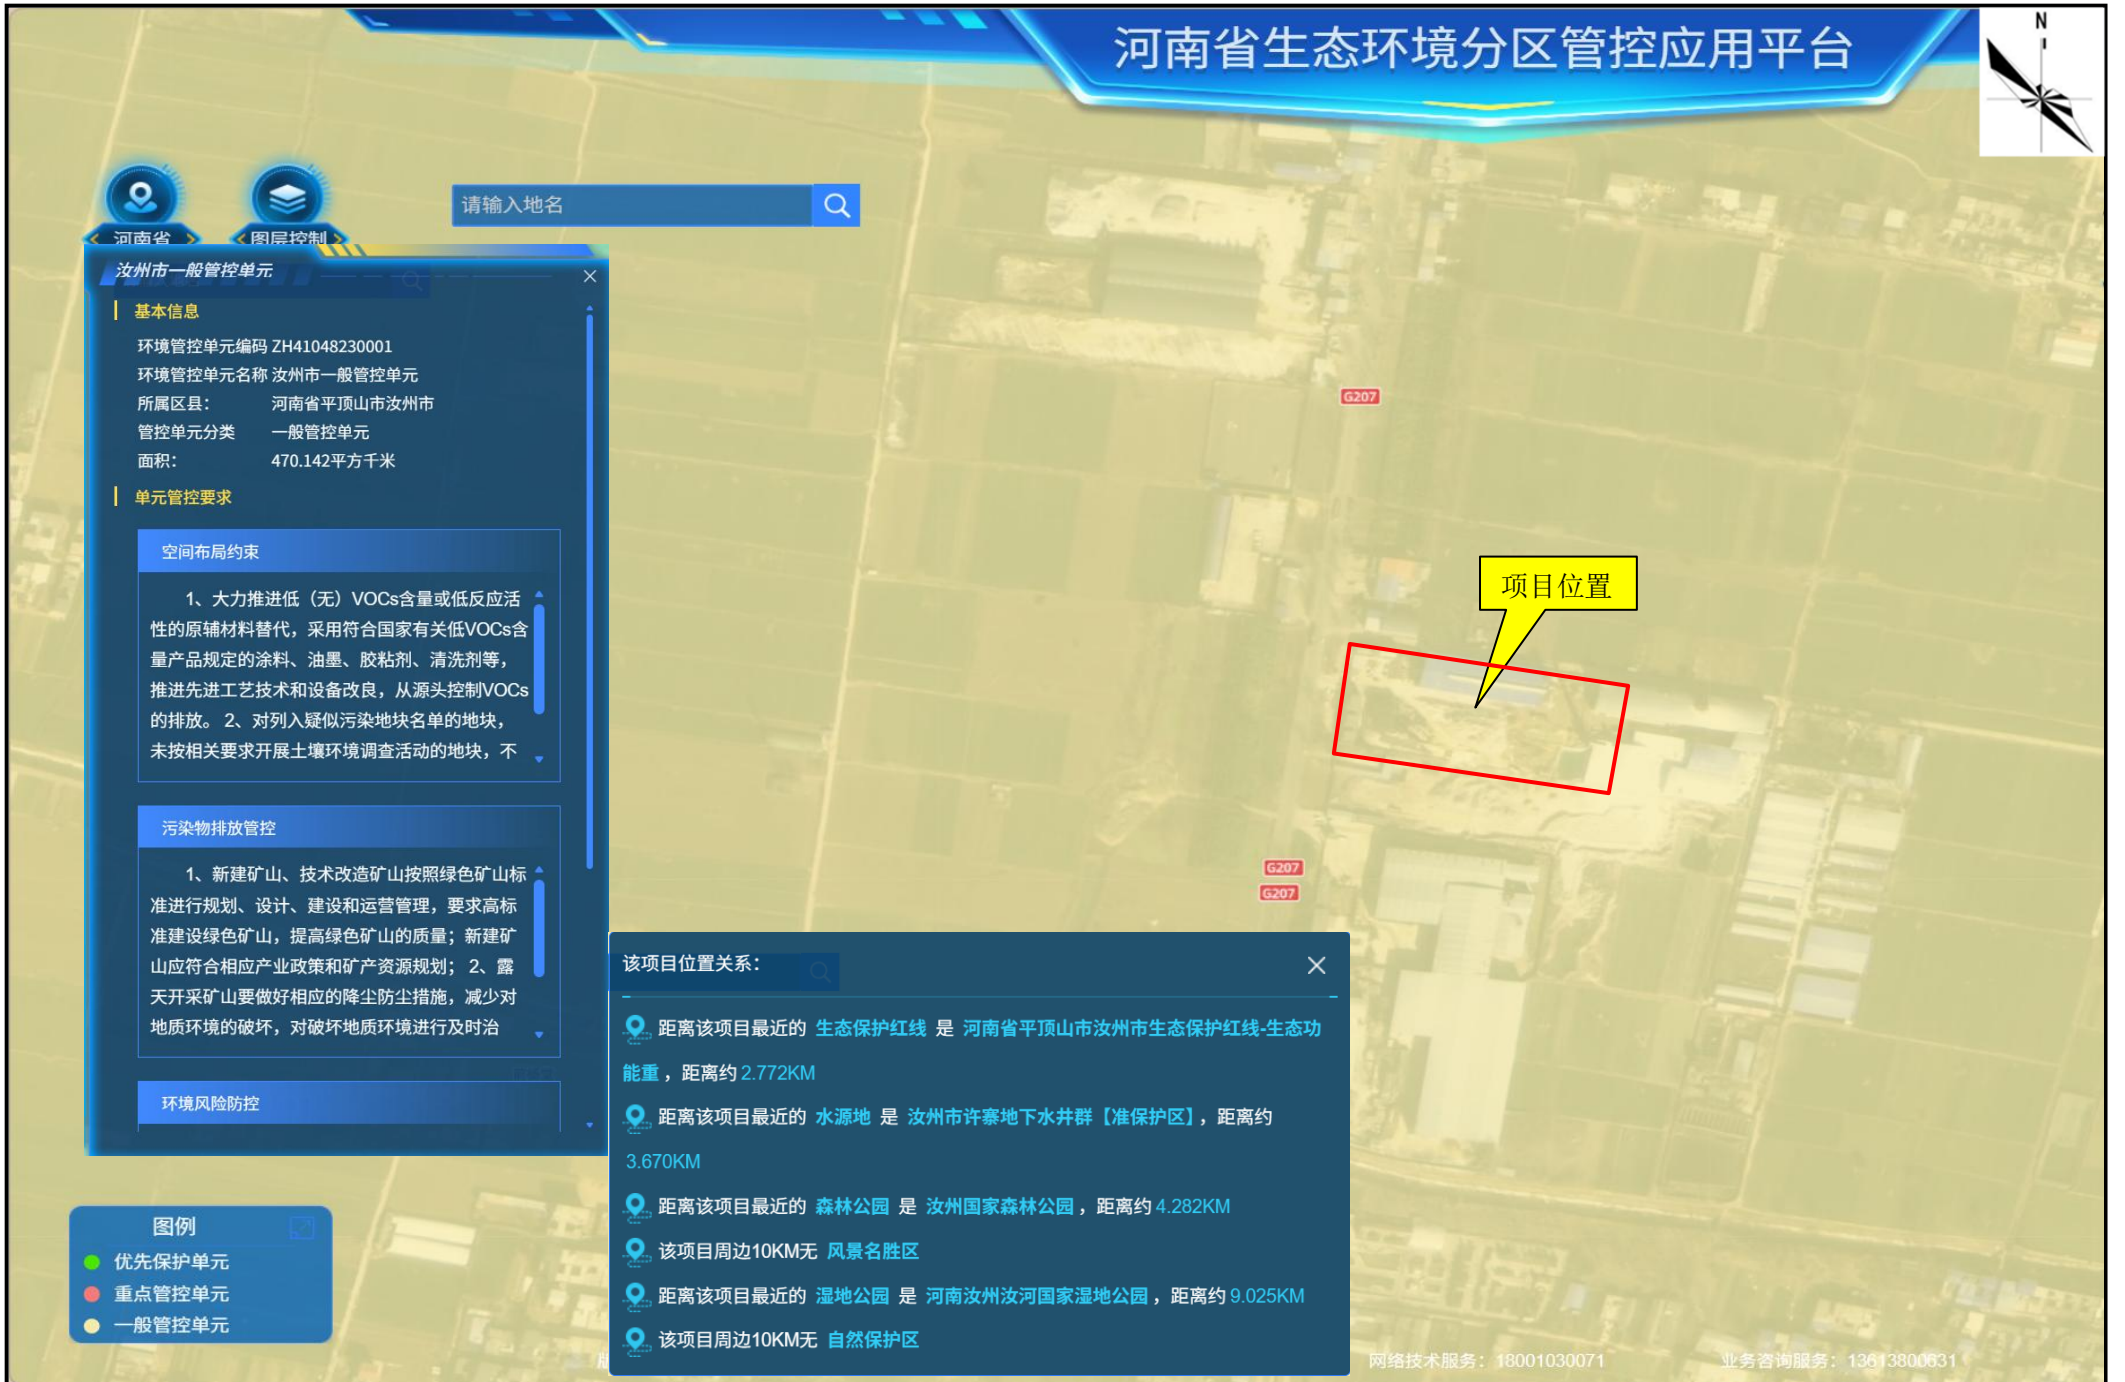 河南省生态环境分区管控应用平台
N
河南省
图层控制
请输入地名
汝州市一般管控单元
基本信息
环境管控单元编码 ZH41048230001
环境管控单元名称 汝州市一般管控单元
所属区县： 河南省平顶山市汝州市
管控单元分类 一般管控单元
面积： 470.142平方千米
单元管控要求
空间布局约束
1、大力推进低（无）VOCs含量或低反应活
性的原辅材料替代，采用符合国家有关低VOCs含
量产品规定的涂料、油墨、胶粘剂、清洗剂等，
推进先进工艺技术和设备改良，从源头控制VOCs
的排放。 2、对列入疑似污染地块名单的地块，
未按相关要求开展土壤环境调查活动的地块，不
污染物排放管控
1、新建矿山、技术改造矿山按照绿色矿山标
准进行规划、设计、建设和运营管理，要求高标
准建设绿色矿山，提高绿色矿山的质量；新建矿
山应符合相应产业政策和矿产资源规划； 2、露
天开采矿山要做好相应的降尘防尘措施，减少对
地质环境的破坏，对破坏地质环境进行及时治
环境风险防控
G207
项目位置
G207
G207
该项目位置关系：
距离该项目最近的 生态保护红线 是 河南省平顶山市汝州市生态保护红线-生态功
能重，距离约2.772KM
距离该项目最近的 水源地 是 汝州市许寨地下水井群【准保护区】，距离约
3.670KM
距离该项目最近的 森林公园 是 汝州国家森林公园，距离约4.282KM
该项目周边10KM无 风景名胜区
距离该项目最近的 湿地公园 是 河南汝州汝河国家湿地公园，距离约9.025KM
该项目周边10KM无 自然保护区
图例
优先保护单元
重点管控单元
一般管控单元
网络技术服务：18001030071
业务咨询服务：13613800631